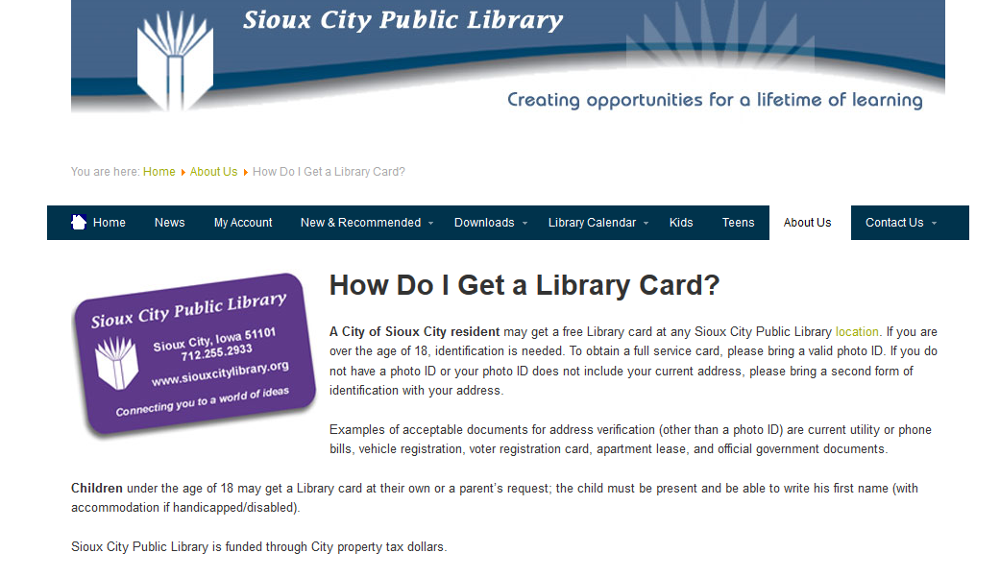 Sioux City Public Library
Creating opportunities for a lifetime of learning
You are here: Home About Us How Do I Get a Library Card?
Home News My Account New & Recommended Downloads Library Calendar Kids Teens About Us Contact Us
Sioux City Public Library
Sioux City, Iowa 51101
712.255.2933
www.siouxcitylibrary.org
Connecting you to a world of ideas
How Do I Get a Library Card?
A City of Sioux City resident may get a free Library card at any Sioux City Public Library location. If you are
over the age of 18, identification is needed. To obtain a full service card, please bring a valid photo ID. If you do
not have a photo ID or your photo ID does not include your current address, please bring a second form of
identification with your address.
Examples of acceptable documents for address verification (other than a photo ID) are current utility or phone
bills, vehicle registration, voter registration card, apartment lease, and official government documents.
Children under the age of 18 may get a Library card at their own or a parent's request; the child must be present and be able to write his first name (with
accommodation if handicapped/disabled).
Sioux City Public Library is funded through City property tax dollars.